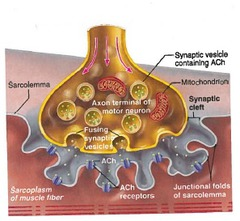 Synaptic vesicle
containing ACh
Mitochondrion
Sarcolemma
Synaptic
cleft
Axon terminal of
motor neuron
Fusing
synaptic
vesicles
ACh
Sarcoplasm
of muscle fiber
ACh
receptors
Junctional folds
of sarcolemma